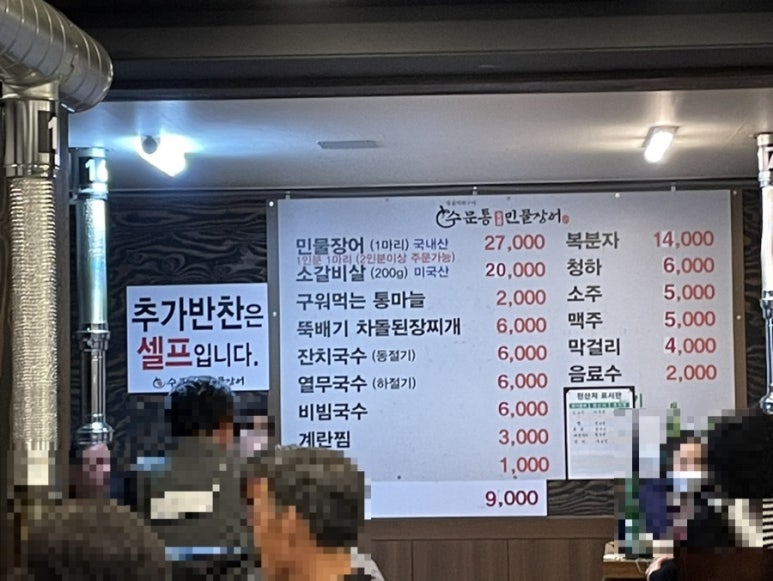 추가반찬은
셀프입니다.
수문통 민물장어
수문통 민물장어
민물장어 (1마리) 국내산 27,000
1인분 1마리 (2인분이상 주문가능)
소갈비살 (200g) 미국산 20,000
구워먹는 통마늘 2,000
뚝배기 차돌된장찌개 6,000
잔치국수 (동절기) 6,000
열무국수 (하절기) 6,000
비빔국수 6,000
계란찜 3,000
1,000
9,000
복분자 14,000
청하 6,000
소주 5,000
맥주 5,000
막걸리 4,000
음료수 2,000
원산지 표시판